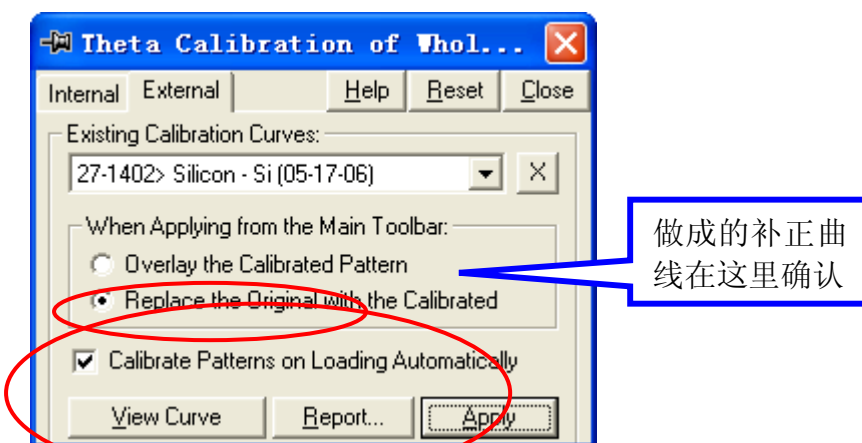 Theta Calibration of Whol...
Internal External Help Reset Close
Existing Calibration Curves:
27-1402> Silicon - Si (05-17-06)
When Applying from the Main Toolbar:
Overlay the Calibrated Pattern
Replace the Original with the Calibrated
Calibrate Patterns on Loading Automatically
View Curve Report... Apply
做成的补正曲
线在这里确认